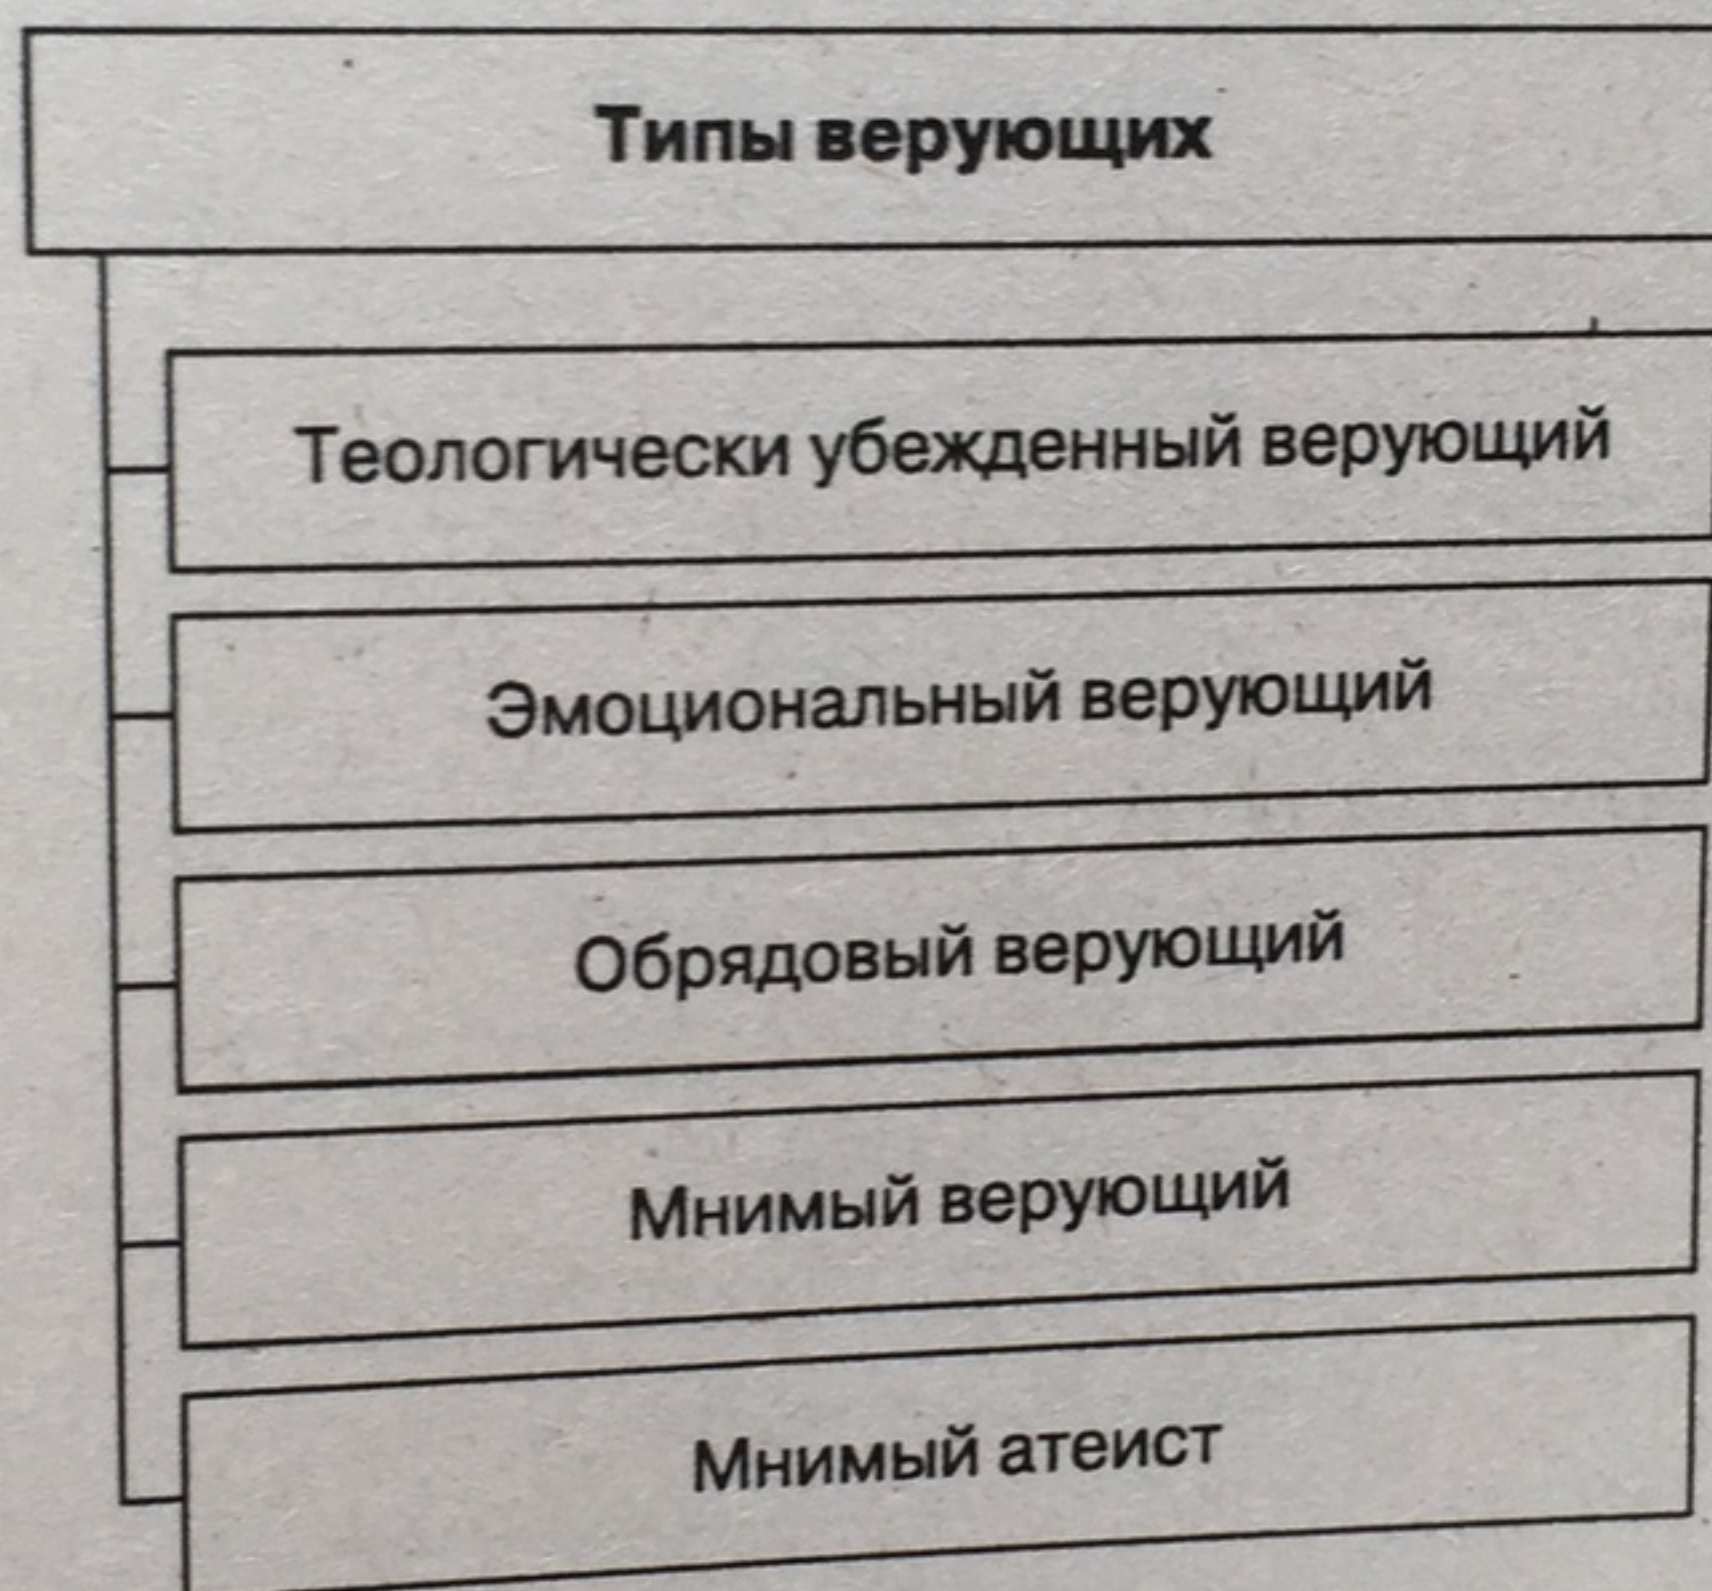 Типы верующих
Теологически убежденный верующий
Эмоциональный верующий
Обрядовый верующий
Мнимый верующий
Мнимый атеист